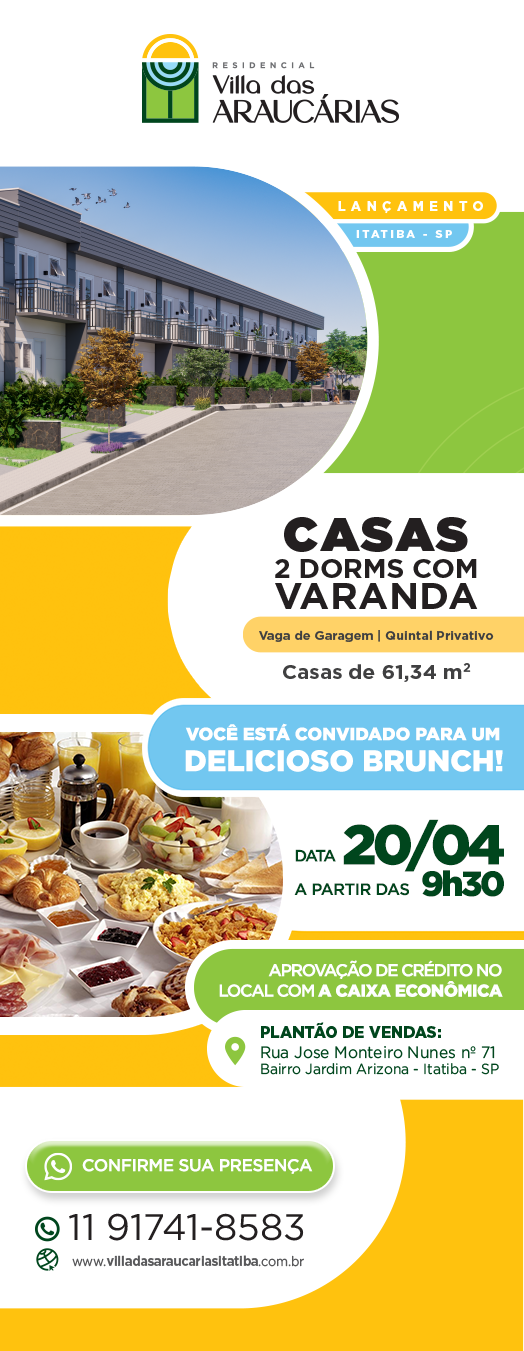 RESIDENCIAL
Villa das
ARAUCÁRIAS
LANÇAMENTO
ITATIBA - SP
CASAS
2 DORMS COM
VARANDA
Vaga de Garagem | Quintal Privativo
Casas de 61,34 m²
VOCÊ ESTÁ CONVIDADO PARA UM
DELICIOSO BRUNCH!
DATA 20/04
A PARTIR DAS 9h30
APROVAÇÃO DE CRÉDITO NO
LOCAL COM A CAIXA ECONÔMICA
PLANTÃO DE VENDAS:
Rua Jose Monteiro Nunes nº 71
Bairro Jardim Arizona - Itatiba - SP
CONFIRME SUA PRESENÇA
11 91741-8583
www.villadasaraucariasitatiba.com.br